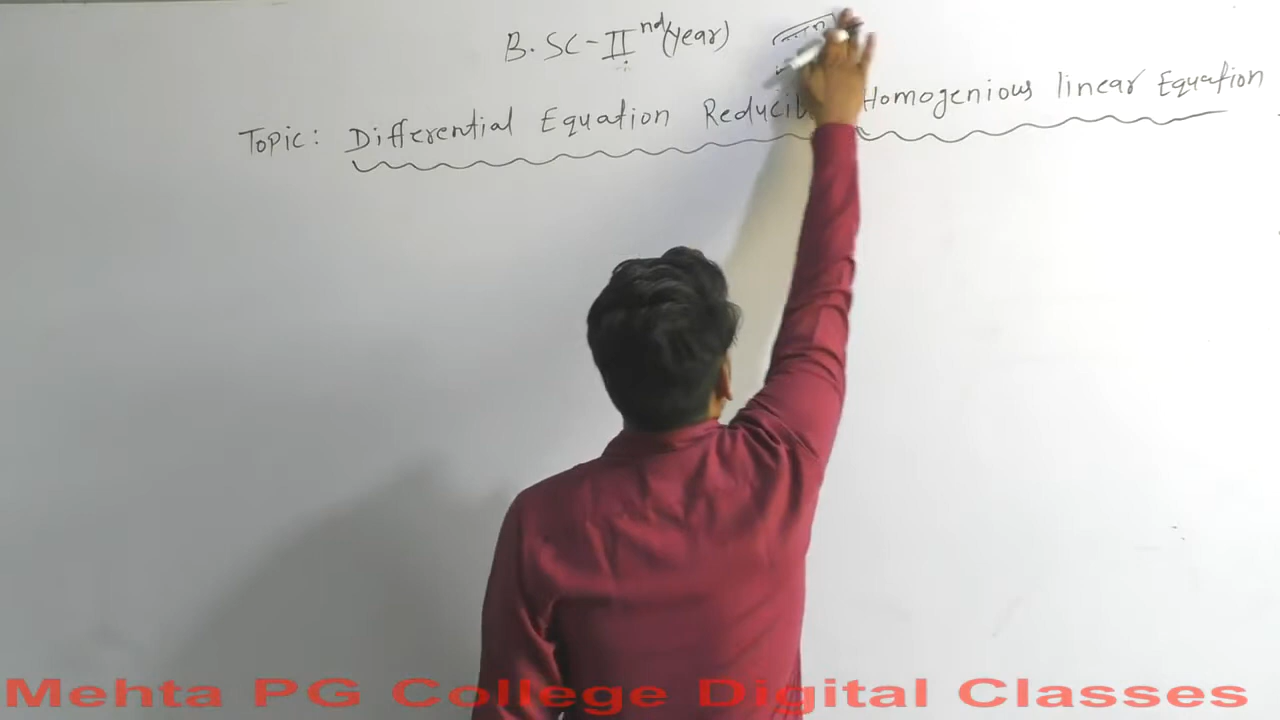 B.SC-II nd (Year)
Topic: Differential Equation Reducib Homogenious linear Equation
Mehta PG College Digital Classes